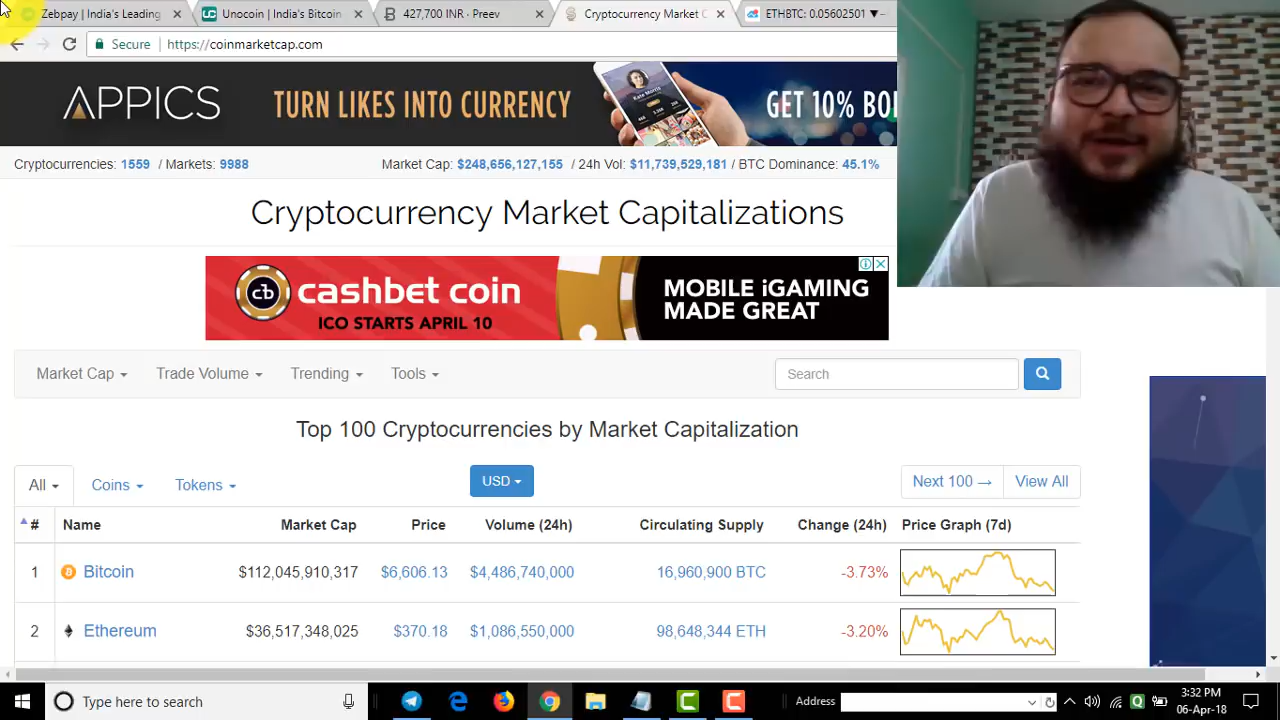 Zebpay | India's Leading
Unocoin | India's Bitcoin
427,700 INR - Preev
Cryptocurrency Market C
ETHBTC: 0.05602501 ▼
Secure | https://coinmarketcap.com
APPICS TURN LIKES INTO CURRENCY GET 10% BO
Cryptocurrencies: 1559 / Markets: 9988 Market Cap: $248,656,127,155 / 24h Vol: $11,739,529,181 / BTC Dominance: 45.1%
Cryptocurrency Market Capitalizations
cb cashbet coin
ICO STARTS APRIL 10
MOBILE iGAMING
MADE GREAT
Market Cap Trade Volume Trending Tools Search
Top 100 Cryptocurrencies by Market Capitalization
All Coins Tokens USD Next 100 → View All
# Name Market Cap Price Volume (24h) Circulating Supply Change (24h) Price Graph (7d)
1 Bitcoin $112,045,910,317 $6,606.13 $4,486,740,000 16,960,900 BTC -3.73%
2 Ethereum $36,517,348,025 $370.18 $1,086,550,000 98,648,344 ETH -3.20%
Type here to search
Address
3:32 PM
06-Apr-18